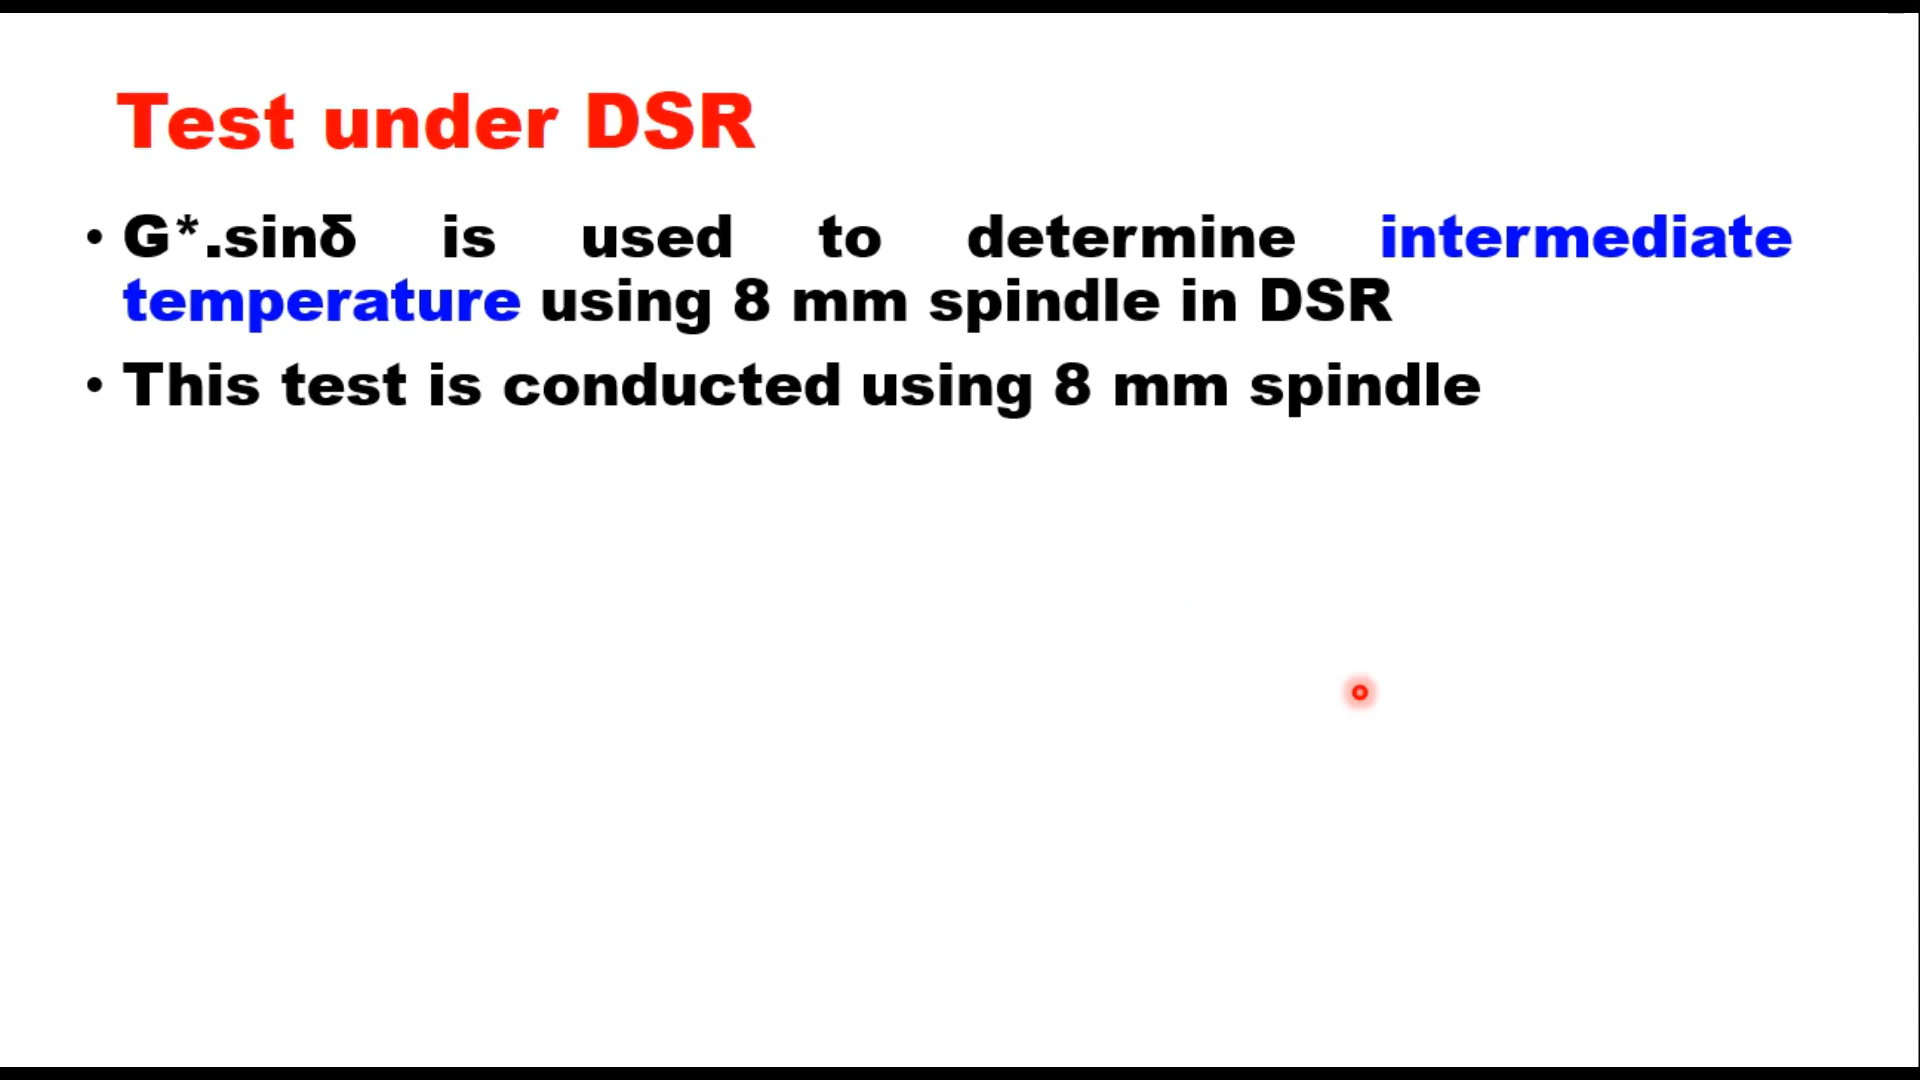 Test under DSR
• G*.sinδ is used to determine intermediate
temperature using 8 mm spindle in DSR
• This test is conducted using 8 mm spindle